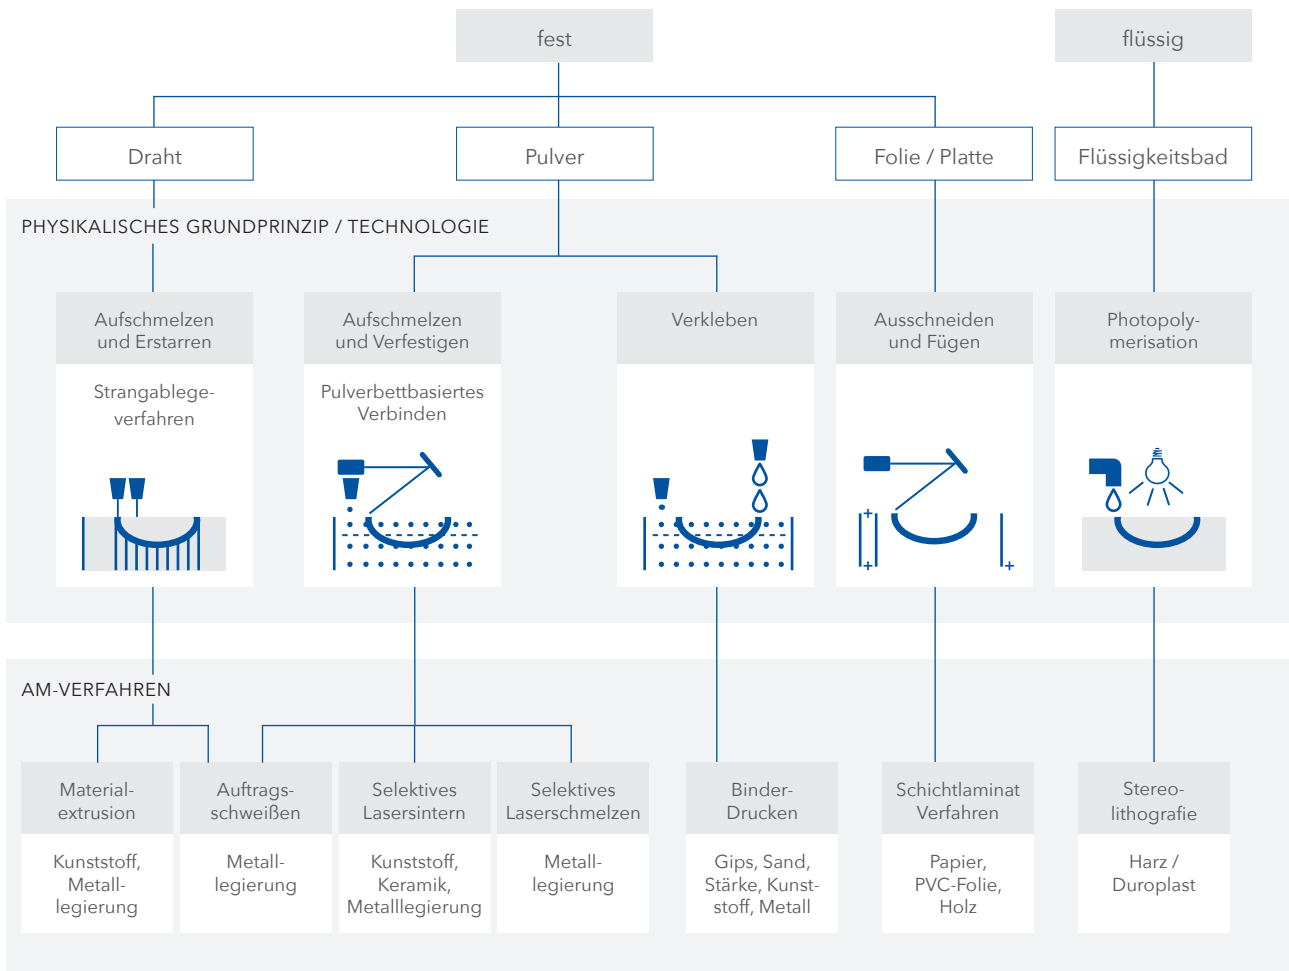 fest
flüssig
Draht
Pulver
Folie / Platte
Flüssigkeitsbad
PHYSIKALISCHES GRUNDPRINZIP / TECHNOLOGIE
Aufschmelzen
und Erstarren
Aufschmelzen
und Verfestigen
Verkleben
Ausschneiden
und Fügen
Photopoly-
merisation
Strangablege-
verfahren
Pulverbettbasiertes
Verbinden
+
+
+
AM-VERFAHREN
Material-
extrusion
Auftrags-
schweißen
Selektives
Lasersintern
Selektives
Laserschmelzen
Binder-
Drucken
Schichtlaminat
Verfahren
Stereo-
lithografie
Kunststoff,
Metall-
legierung
Metall-
legierung
Kunststoff,
Keramik,
Metalllegierung
Metall-
legierung
Gips, Sand,
Stärke, Kunst-
stoff, Metall
Papier,
PVC-Folie,
Holz
Harz /
Duroplast